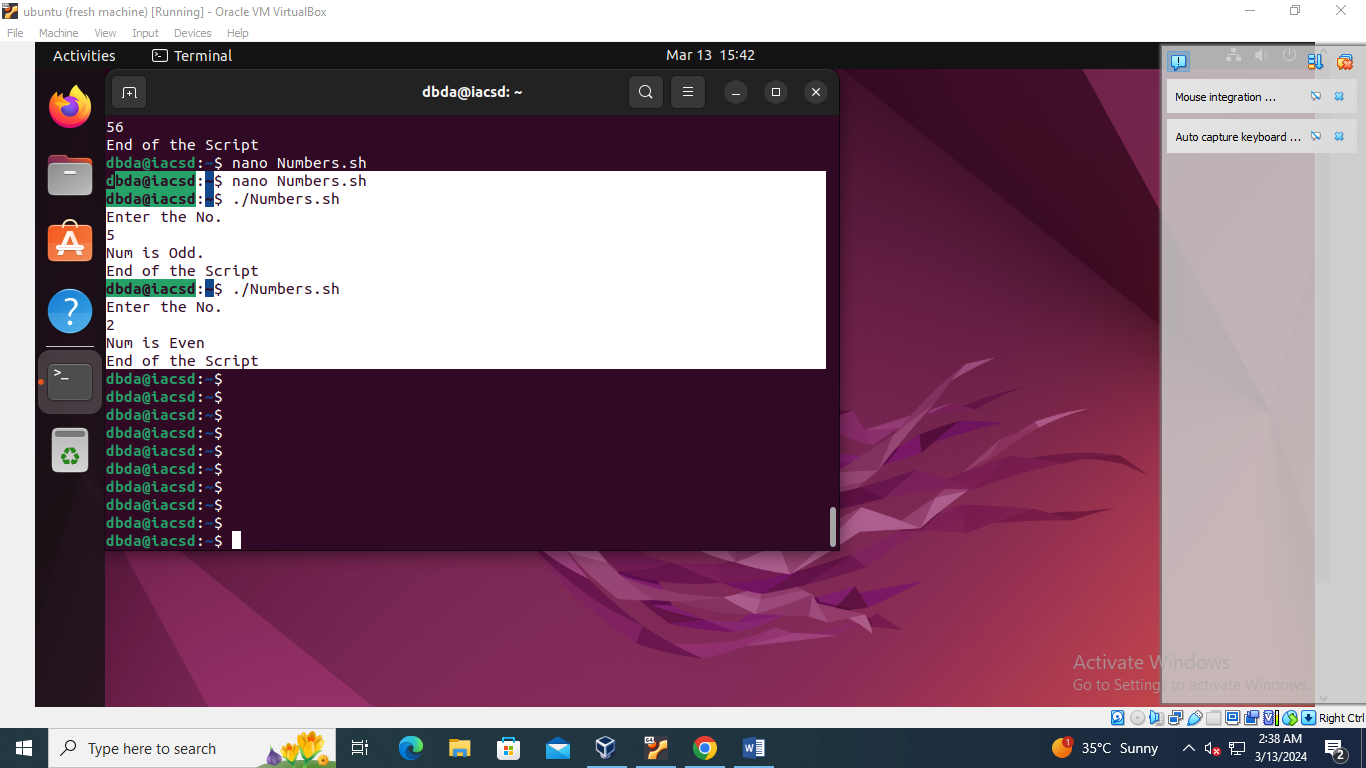 ubuntu (fresh machine) [Running] - Oracle VM VirtualBox
File Machine View Input Devices Help
Activities Terminal Mar 13 15:42
dbda@iacsd: ~
56
End of the Script
dbda@iacsd:~$ nano Numbers.sh
dbda@iacsd:~$ nano Numbers.sh
dbda@iacsd:~$ ./Numbers.sh
Enter the No.
5
Num is Odd.
End of the Script
dbda@iacsd:~$ ./Numbers.sh
Enter the No.
2
Num is Even
End of the Script
dbda@iacsd:~$
dbda@iacsd:~$
dbda@iacsd:~$
dbda@iacsd:~$
dbda@iacsd:~$
dbda@iacsd:~$
dbda@iacsd:~$
dbda@iacsd:~$
dbda@iacsd:~$
dbda@iacsd:~$
Mouse integration ...
Auto capture keyboard ...
Activate Windows
Go to Settings to activate Windows.
Right Ctrl
Type here to search
1
35°C Sunny
2:38 AM
3/13/2024
2